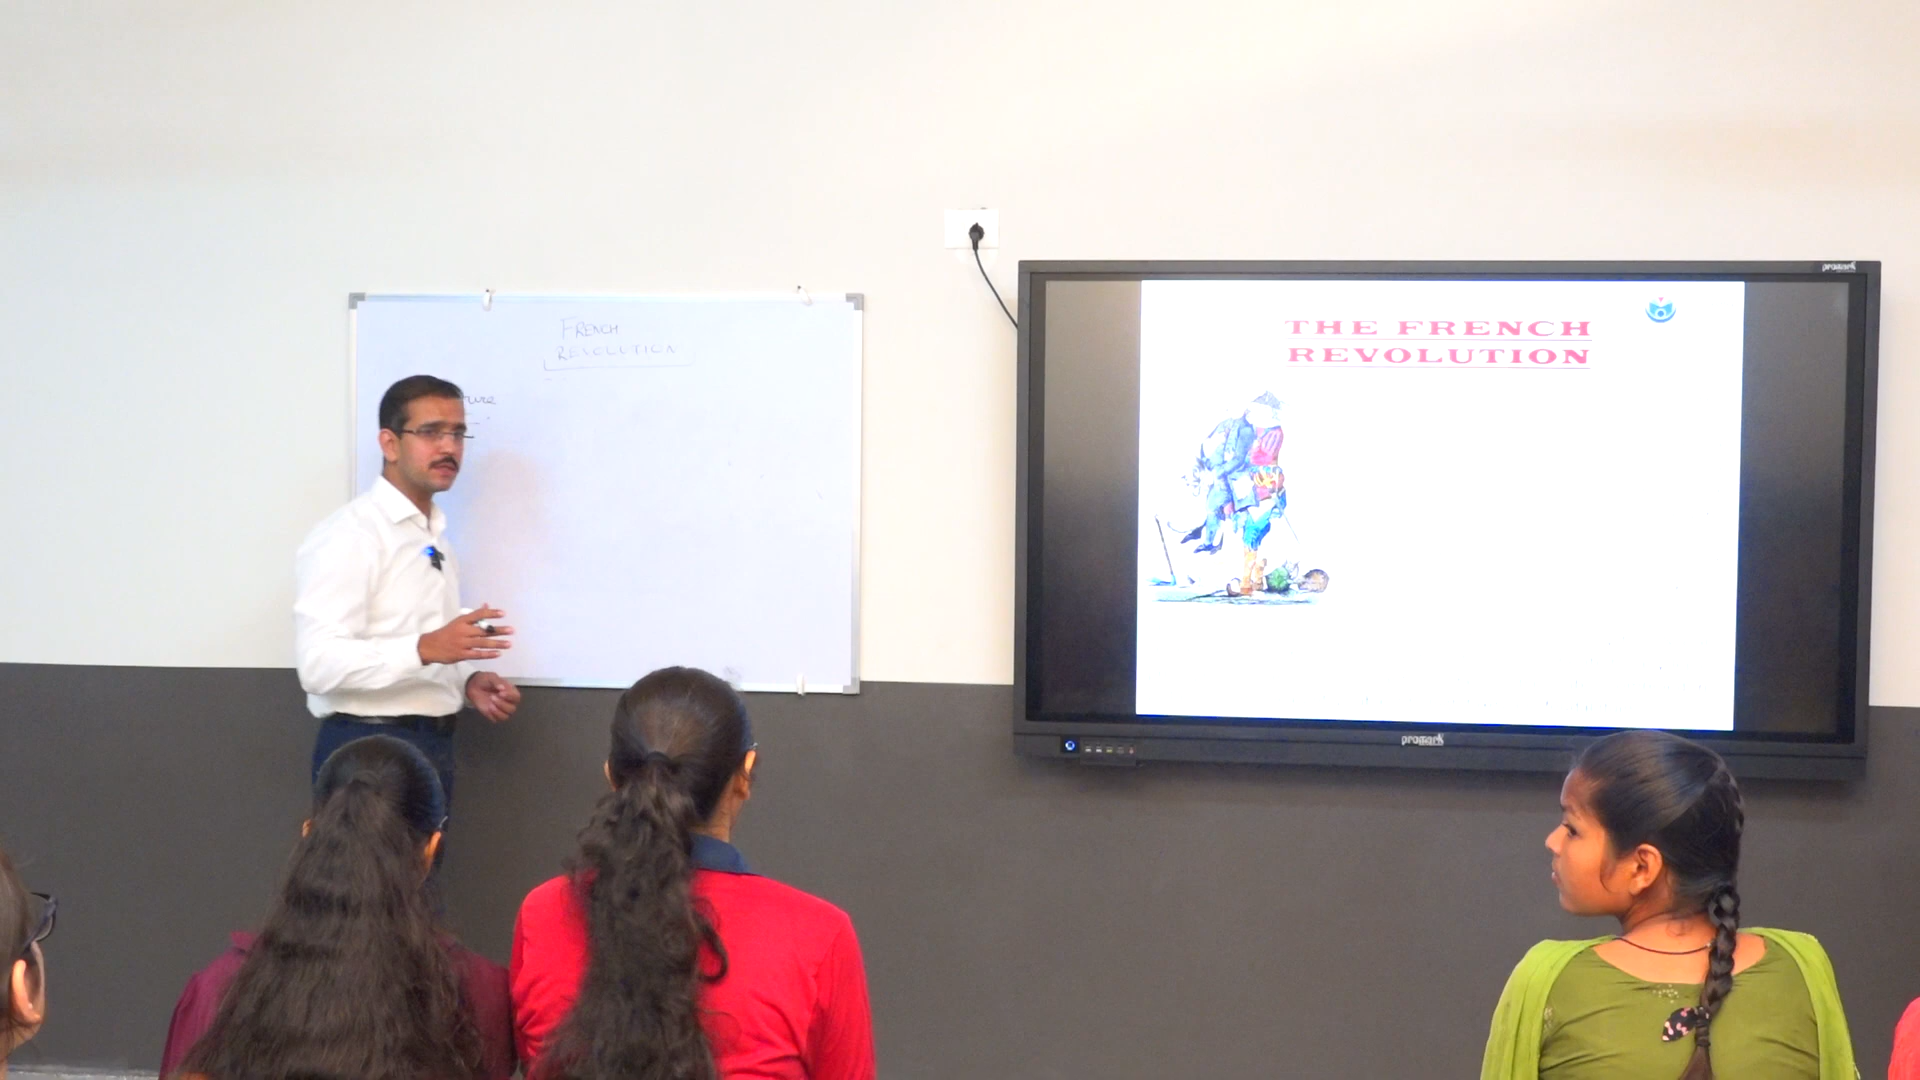 FRENCH
REVOLUTION
THE FRENCH
REVOLUTION
promark
promark